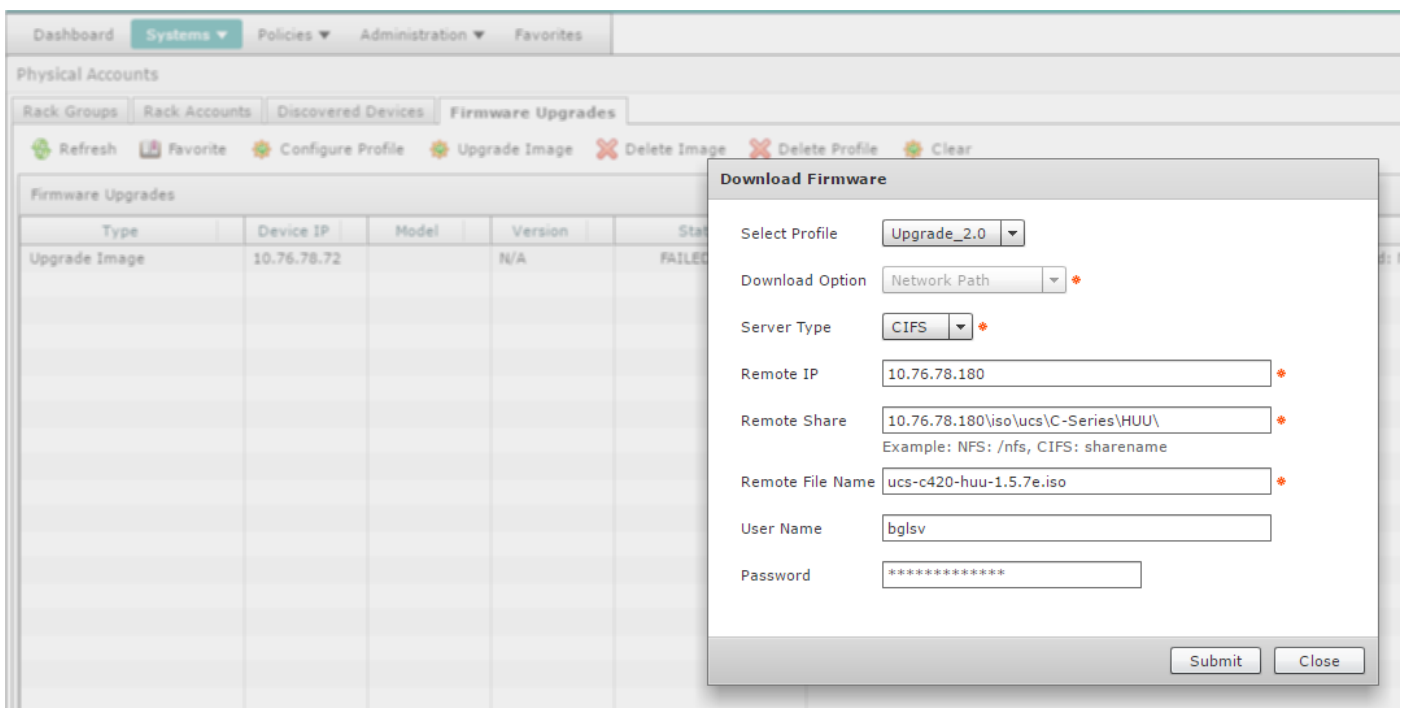 Dashboard Systems ▼ Policies ▼ Administration ▼ Favorites
Physical Accounts
Rack Groups Rack Accounts Discovered Devices Firmware Upgrades
Refresh Favorite Configure Profile Upgrade Image Delete Image Delete Profile Clear
Firmware Upgrades
Download Firmware
Type Device IP Model Version
Upgrade Image 10.76.78.72 N/A FAILED
Select Profile Upgrade_2.0
Download Option Network Path
Server Type CIFS
Remote IP 10.76.78.180
Remote Share 10.76.78.180\iso\ucs\C-Series\HUU\
Example: NFS: /nfs, CIFS: sharename
Remote File Name ucs-c420-huu-1.5.7e.iso
User Name bglsv
Password *************
Submit Close